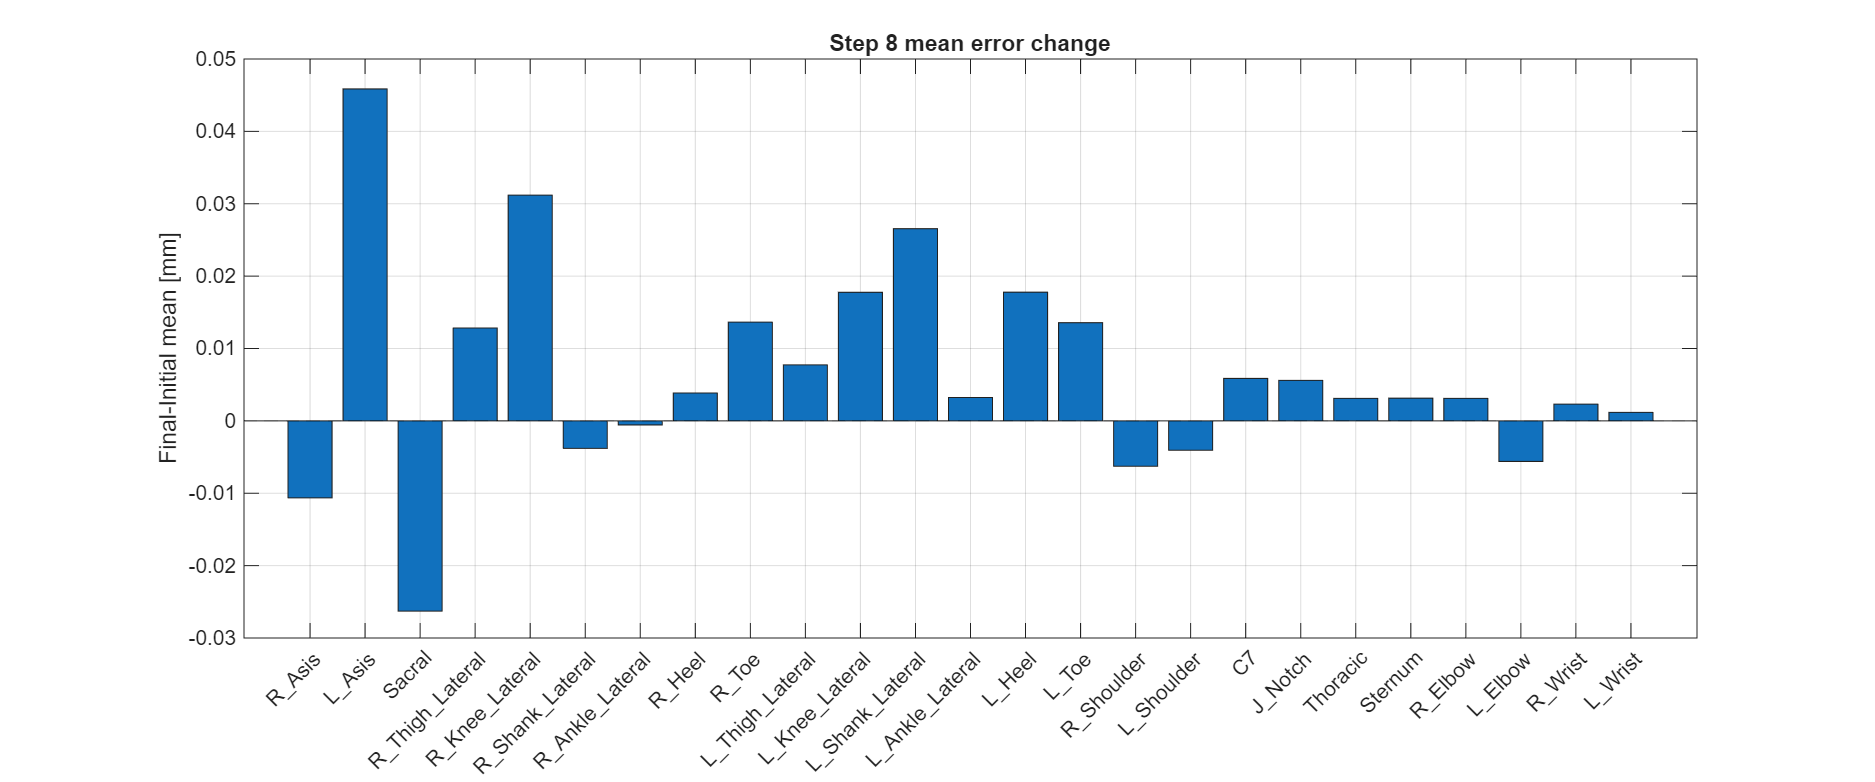 Step 8 mean error change
0.05
0.04
0.03
0.02
0.01
0
-0.01
-0.02
-0.03
Final-Initial mean [mm]
R_Asis
L_Asis
Sacral
R_Thigh_Lateral
R_Knee_Lateral
R_Shank_Lateral
R_Ankle_Lateral
R_Heel
R_Toe
L_Thigh_Lateral
L_Knee_Lateral
L_Shank_Lateral
L_Ankle_Lateral
L_Heel
L_Toe
R_Shoulder
L_Shoulder
C7
J_Notch
Thoracic
Sternum
R_Elbow
L_Elbow
R_Wrist
L_Wrist